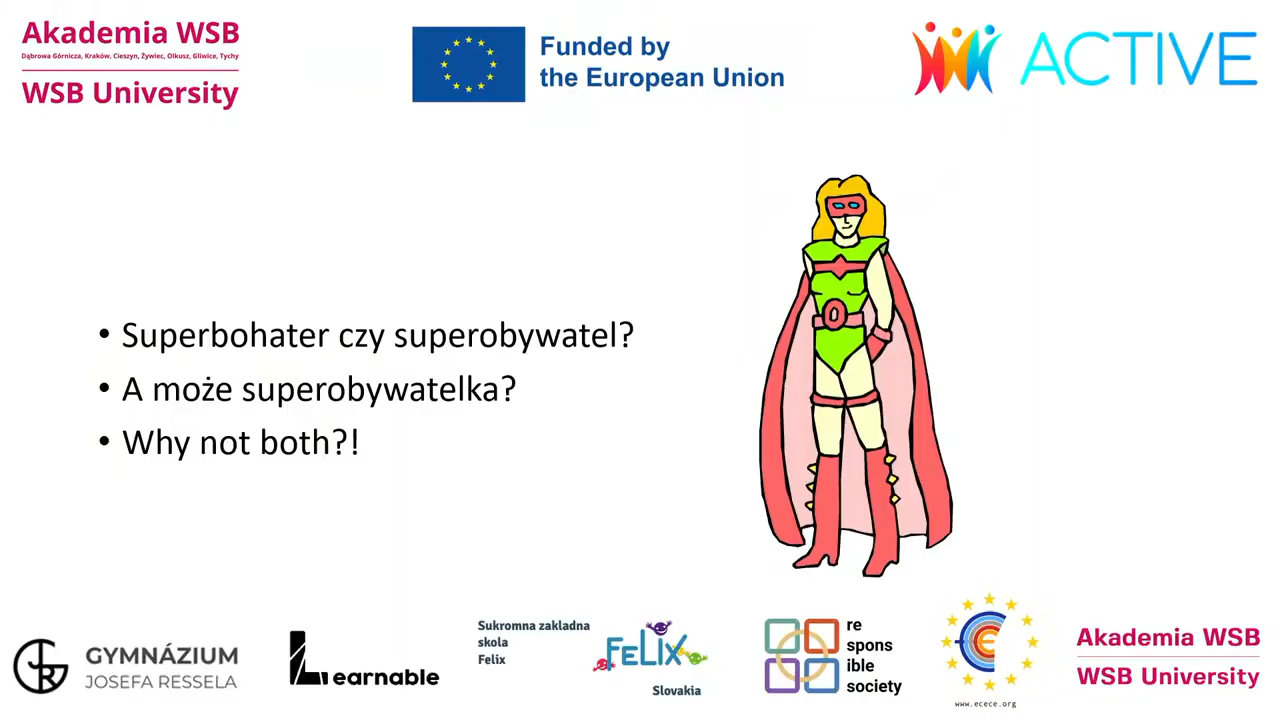 Akademia WSB
Dąbrowa Górnicza, Kraków, Cieszyn, Żywiec, Olkusz, Gliwice, Tychy
WSB University
Funded by
the European Union
ACTIVE
• Superbohater czy superobywatel?
• A może superobywatelka?
• Why not both?!
GYMNÁZIUM
JOSEFA RESSELA
Learnable
Sukromna zakladna
skola
Felix
FELIX
Slovakia
re
spons
ible
society
www.ecece.org
Akademia WSB
WSB University